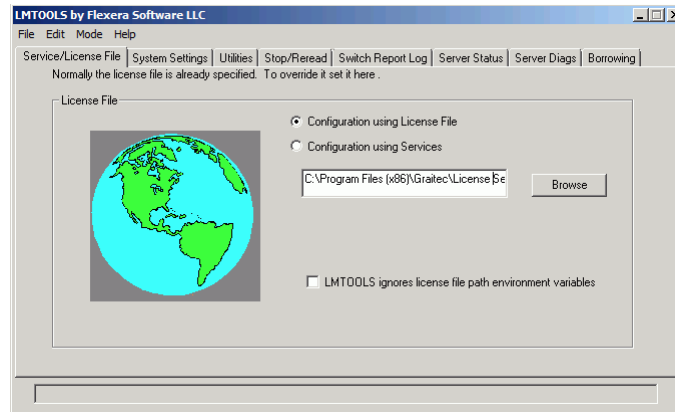 LMTOOLS by Flexera Software LLC
File Edit Mode Help
Service/License File System Settings Utilities Stop/Reread Switch Report Log Server Status Server Diags Borrowing
Normally the license file is already specified. To override it set it here .
License File
Configuration using License File
Configuration using Services
C:\Program Files (x86)\Graitec\License Se
Browse
LMTOOLS ignores license file path environment variables